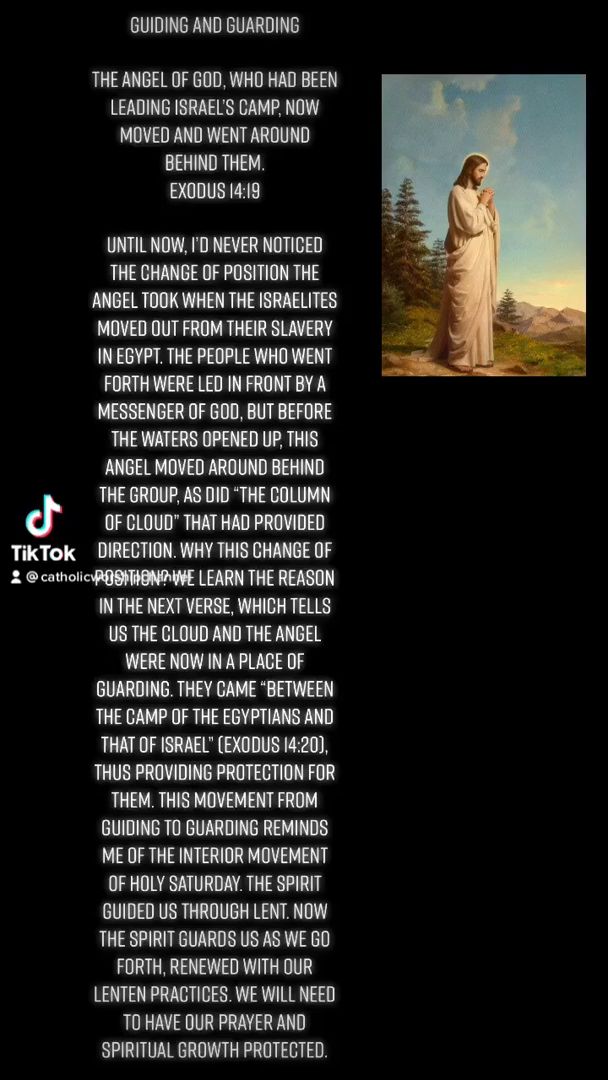 GUIDING AND GUARDING
THE ANGEL OF GOD, WHO HAD BEEN
LEADING ISRAEL'S CAMP, NOW
MOVED AND WENT AROUND
BEHIND THEM.
EXODUS 14:19
UNTIL NOW, I'D NEVER NOTICED
THE CHANGE OF POSITION THE
ANGEL TOOK WHEN THE ISRAELITES
MOVED OUT FROM THEIR SLAVERY
IN EGYPT. THE PEOPLE WHO WENT
FORTH WERE LED IN FRONT BY A
MESSENGER OF GOD, BUT BEFORE
THE WATERS OPENED UP, THIS
ANGEL MOVED AROUND BEHIND
THE GROUP, AS DID “THE COLUMN
OF CLOUD” THAT HAD PROVIDED
DIRECTION. WHY THIS CHANGE OF
POSITION? WE LEARN THE REASON
IN THE NEXT VERSE, WHICH TELLS
US THE CLOUD AND THE ANGEL
WERE NOW IN A PLACE OF
GUARDING. THEY CAME “BETWEEN
THE CAMP OF THE EGYPTIANS AND
THAT OF ISRAEL” (EXODUS 14:20),
THUS PROVIDING PROTECTION FOR
THEM. THIS MOVEMENT FROM
GUIDING TO GUARDING REMINDS
ME OF THE INTERIOR MOVEMENT
OF HOLY SATURDAY. THE SPIRIT
GUIDED US THROUGH LENT. NOW
THE SPIRIT GUARDS US AS WE GO
FORTH, RENEWED WITH OUR
LENTEN PRACTICES. WE WILL NEED
TO HAVE OUR PRAYER AND
SPIRITUAL GROWTH PROTECTED.
TikTok
@catholicworshipchannel